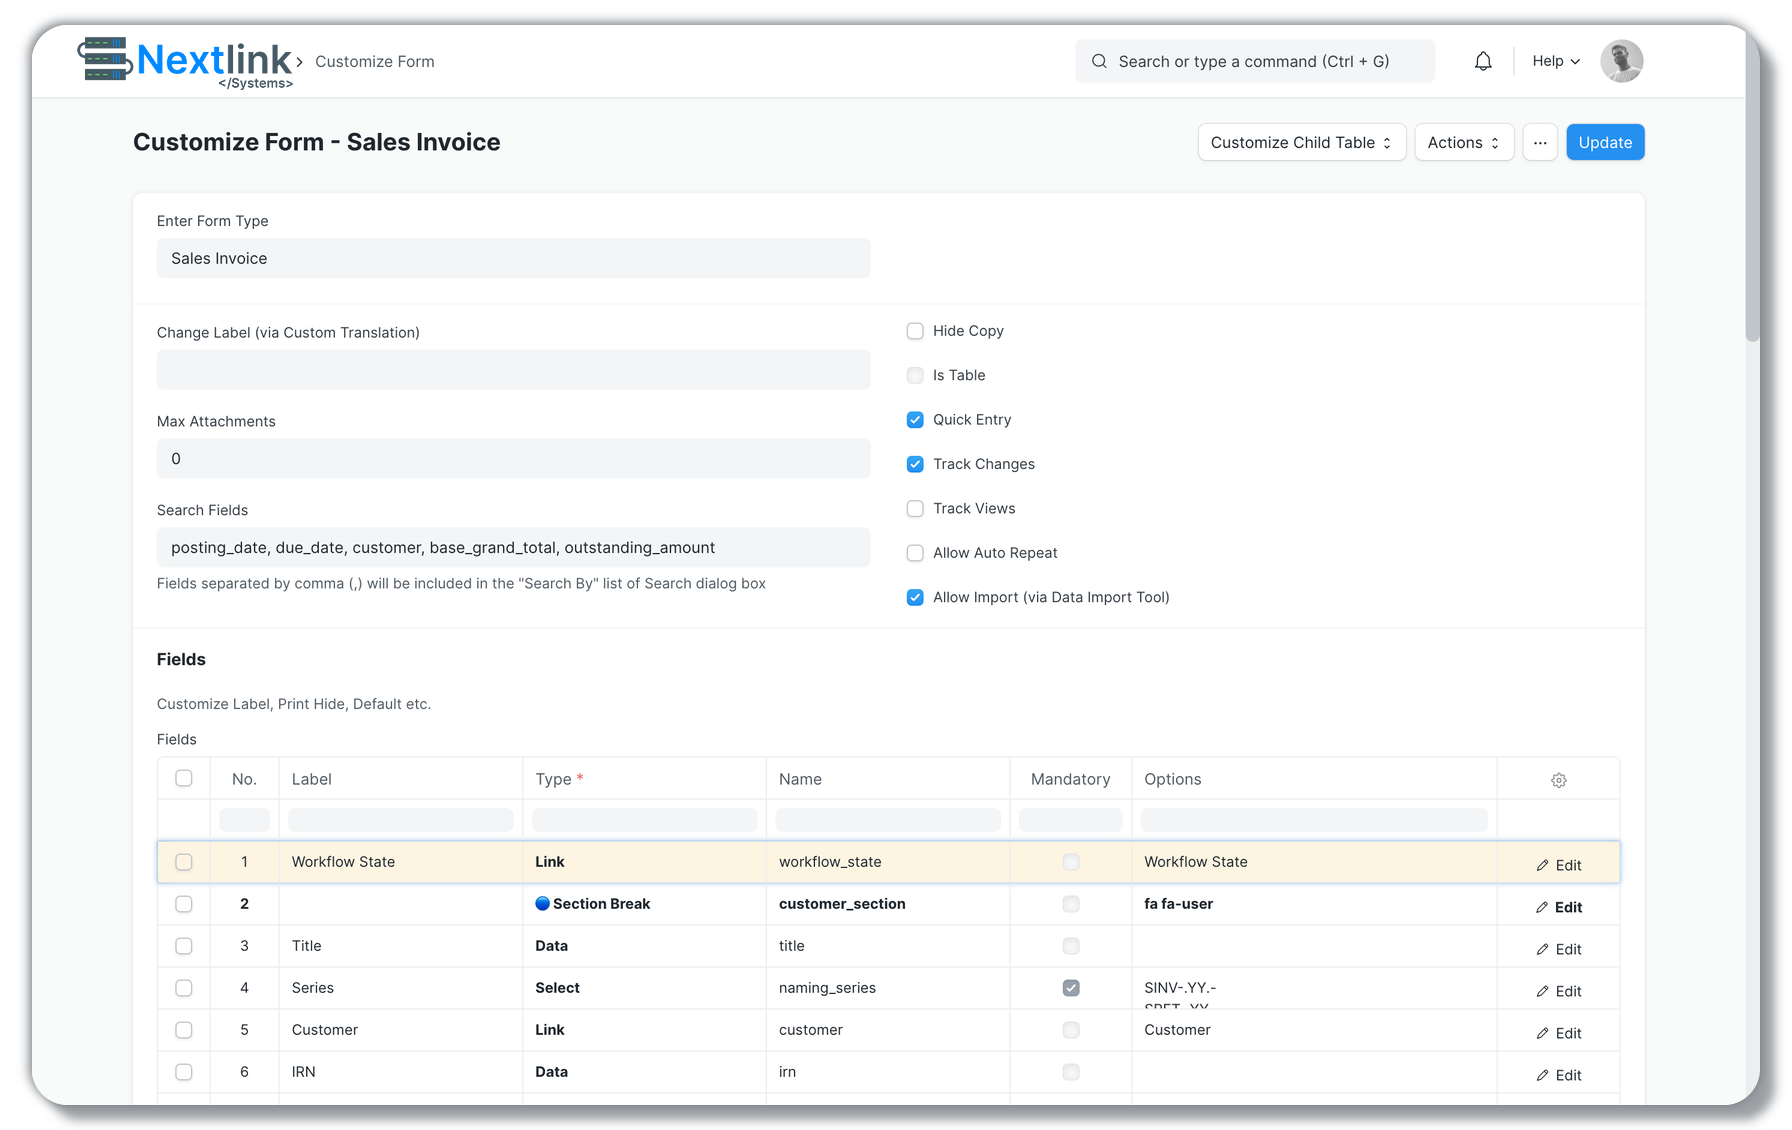 Nextlink
</Systems>
Customize Form
Search or type a command (Ctrl + G)
Help
Customize Form - Sales Invoice
Customize Child Table
Actions
...
Update
Enter Form Type
Sales Invoice
Change Label (via Custom Translation)
Max Attachments
0
Search Fields
posting_date, due_date, customer, base_grand_total, outstanding_amount
Fields separated by comma (,) will be included in the "Search By" list of Search dialog box
Hide Copy
Is Table
Quick Entry
Track Changes
Track Views
Allow Auto Repeat
Allow Import (via Data Import Tool)
Fields
Customize Label, Print Hide, Default etc.
Fields
No. Label Type * Name Mandatory Options
1 Workflow State Link workflow_state Workflow State Edit
2 Section Break customer_section fa fa-user Edit
3 Title Data title Edit
4 Series Select naming_series SINV-.YY.- Edit
5 Customer Link customer Customer Edit
6 IRN Data irn Edit